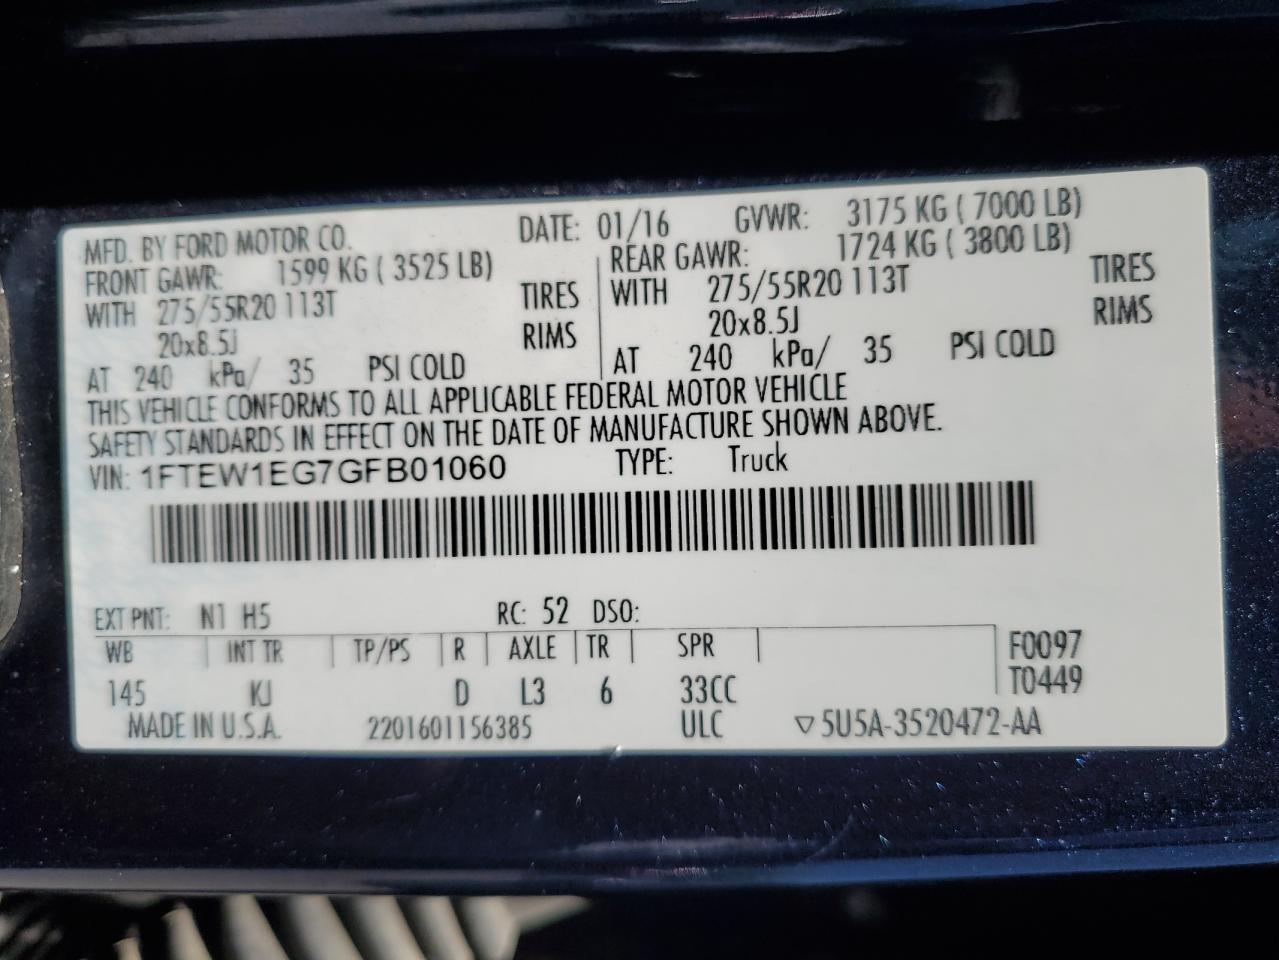 MFD. BY FORD MOTOR CO. DATE: 01/16 GVWR: 3175 KG ( 7000 LB)
FRONT GAWR: 1599 KG ( 3525 LB) REAR GAWR: 1724 KG ( 3800 LB)
WITH 275/55R20 113T TIRES WITH 275/55R20 113T TIRES
20x8.5J RIMS 20x8.5J RIMS
AT 240 kPa/ 35 PSI COLD AT 240 kPa/ 35 PSI COLD
THIS VEHICLE CONFORMS TO ALL APPLICABLE FEDERAL MOTOR VEHICLE
SAFETY STANDARDS IN EFFECT ON THE DATE OF MANUFACTURE SHOWN ABOVE.
VIN: 1FTEW1EG7GFB01060 TYPE: Truck
EXT PNT: N1 H5 RC: 52 DSO:
WB INT TR TP/PS R AXLE TR SPR F0097
145 KJ D L3 6 33CC T0449
MADE IN U.S.A. 2201601156385 ULC ▽5U5A-3520472-AA